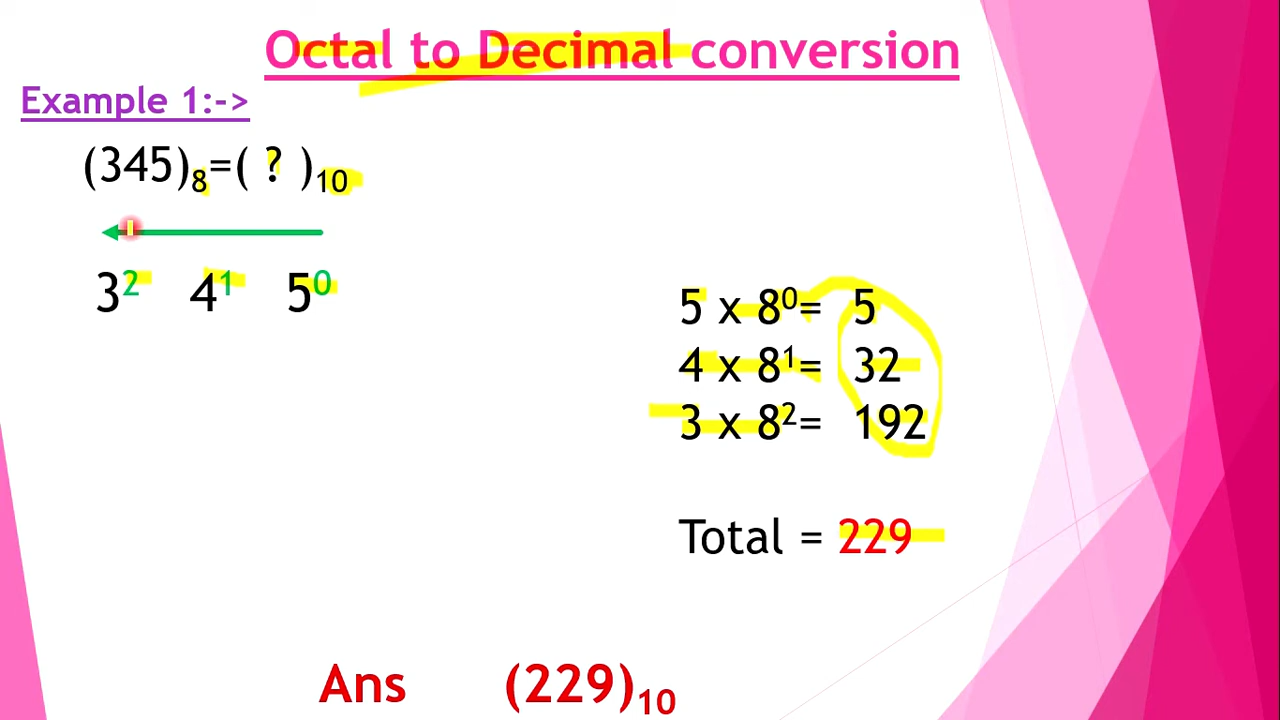 Octal to Decimal conversion
Example 1:->
(345)₈=( ? )₁₀
3² 4¹ 5⁰
5 x 8⁰= 5
4 x 8¹= 32
3 x 8²= 192
Total = 229
Ans (229)₁₀